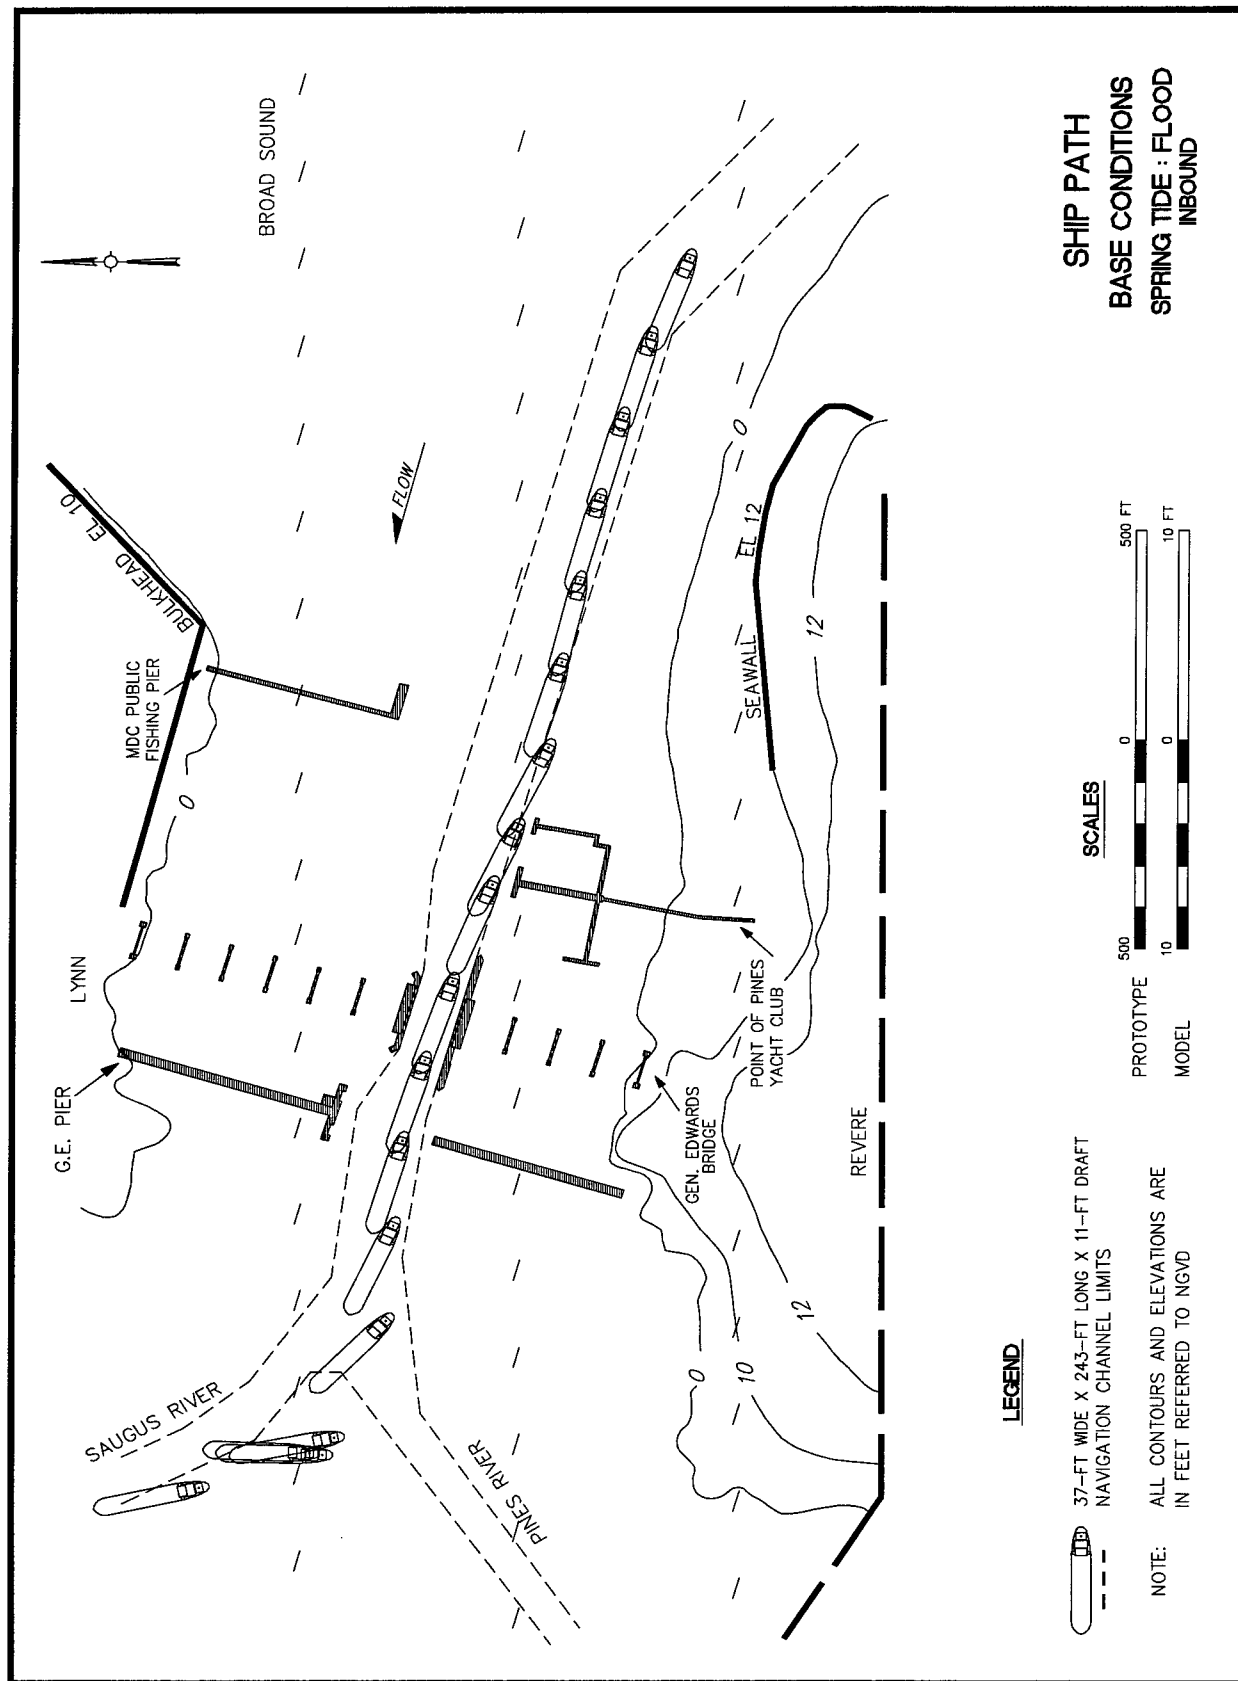 BROAD SOUND
BULKHEAD EL 10
MDC PUBLIC
FISHING PIER
FLOW
LYNN
0
G.E. PIER
SAUGUS RIVER
PINES RIVER
0
SEAWALL EL 12
12
POINT OF PINES
YACHT CLUB
GEN. EDWARDS
BRIDGE
0
10
12
REVERE
SHIP PATH
BASE CONDITIONS
SPRING TIDE : FLOOD
INBOUND
SCALES
PROTOTYPE 500 0 500 FT
MODEL 10 0 10 FT
LEGEND
37-FT WIDE X 243-FT LONG X 11-FT DRAFT
NAVIGATION CHANNEL LIMITS
NOTE: ALL CONTOURS AND ELEVATIONS ARE
IN FEET REFERRED TO NGVD